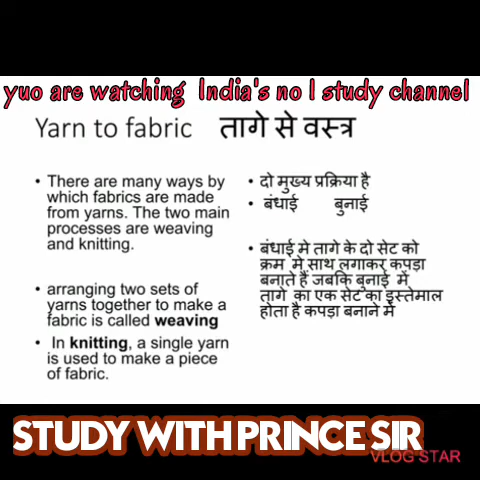 yuo are watching India's no 1 study channel
Yarn to fabric तागे से वस्त्र
• There are many ways by
which fabrics are made
from yarns. The two main
processes are weaving
and knitting.
• arranging two sets of
yarns together to make a
fabric is called weaving
• In knitting, a single yarn
is used to make a piece
of fabric.
• दो मुख्य प्रक्रिया है
• बंधाई बुनाई
• बंधाई मे तागे के दो सेट को
क्रम में साथ लगाकर कपड़ा
बनाते हैं जबकि बुनाई में
तागे का एक सेट का इस्तेमाल
होता है कपड़ा बनाने में
STUDY WITH PRINCE SIR
VLOG STAR